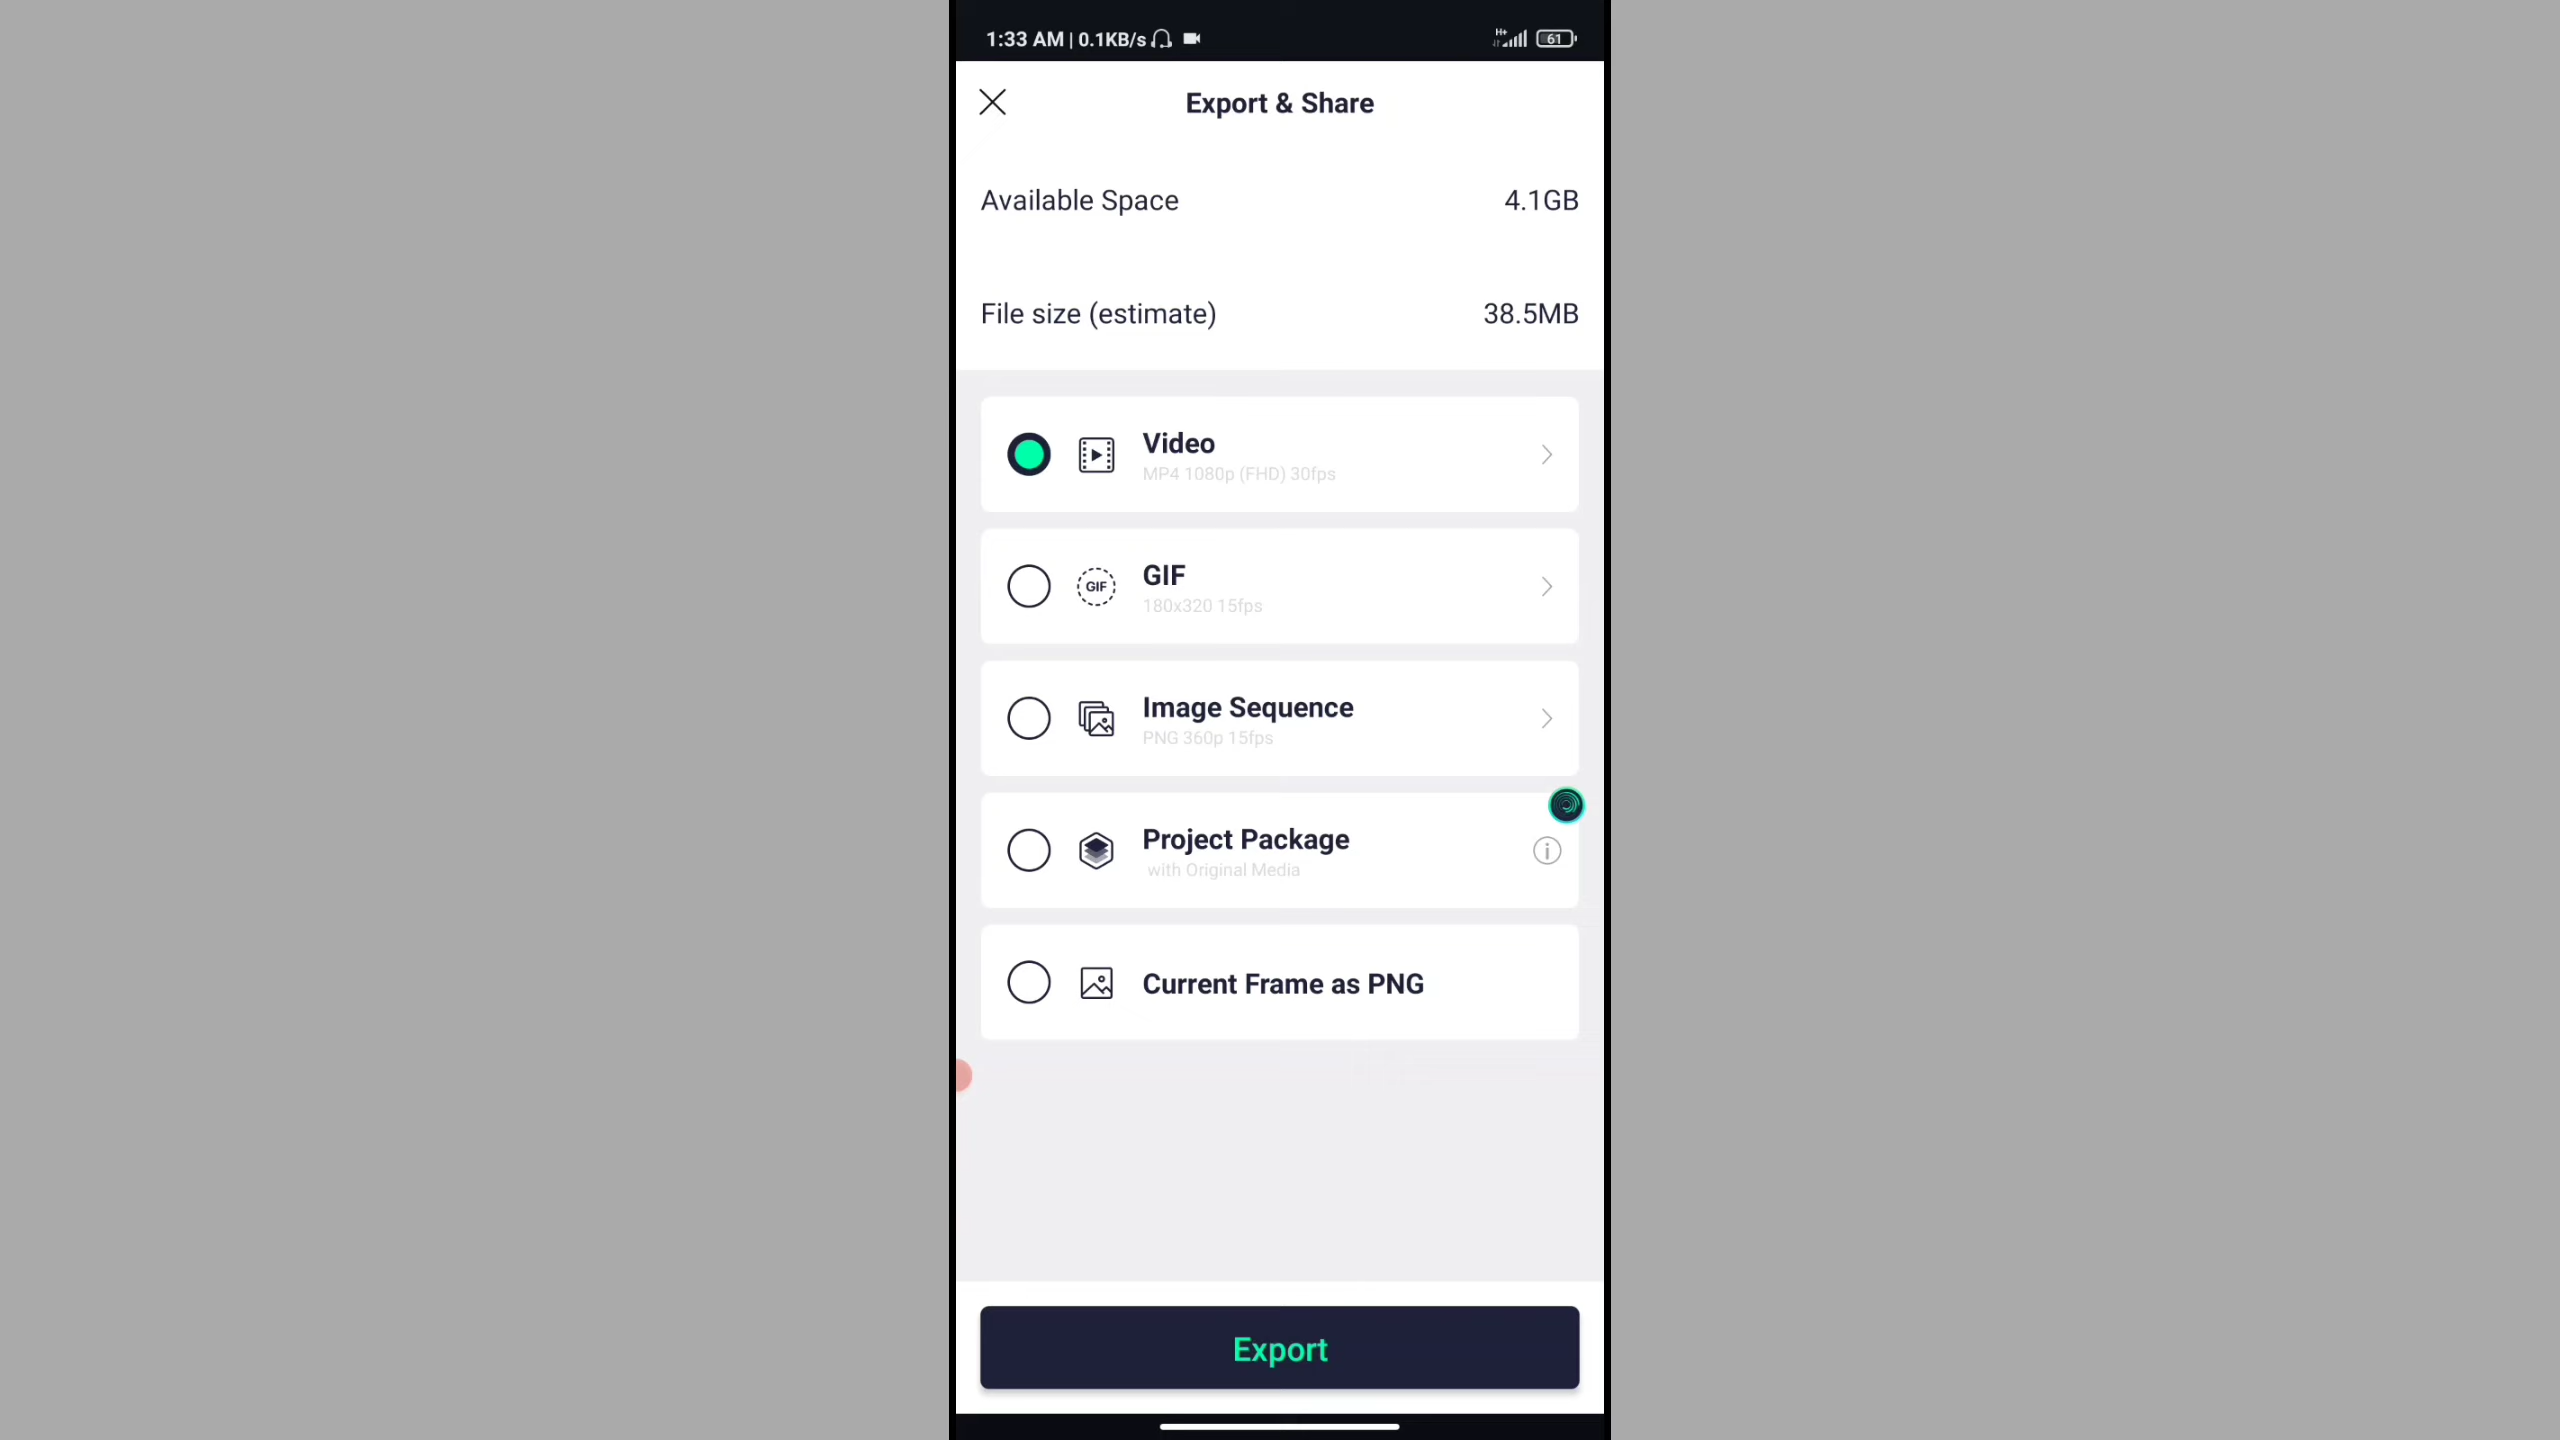 1:33 AM | 0.1KB/s H+ 61
Export & Share
Available Space 4.1GB
File size (estimate) 38.5MB
Video
MP4 1080p (FHD) 30fps
GIF GIF
180x320 15fps
Image Sequence
PNG 360p 15fps
Project Package
with Original Media
Current Frame as PNG
Export